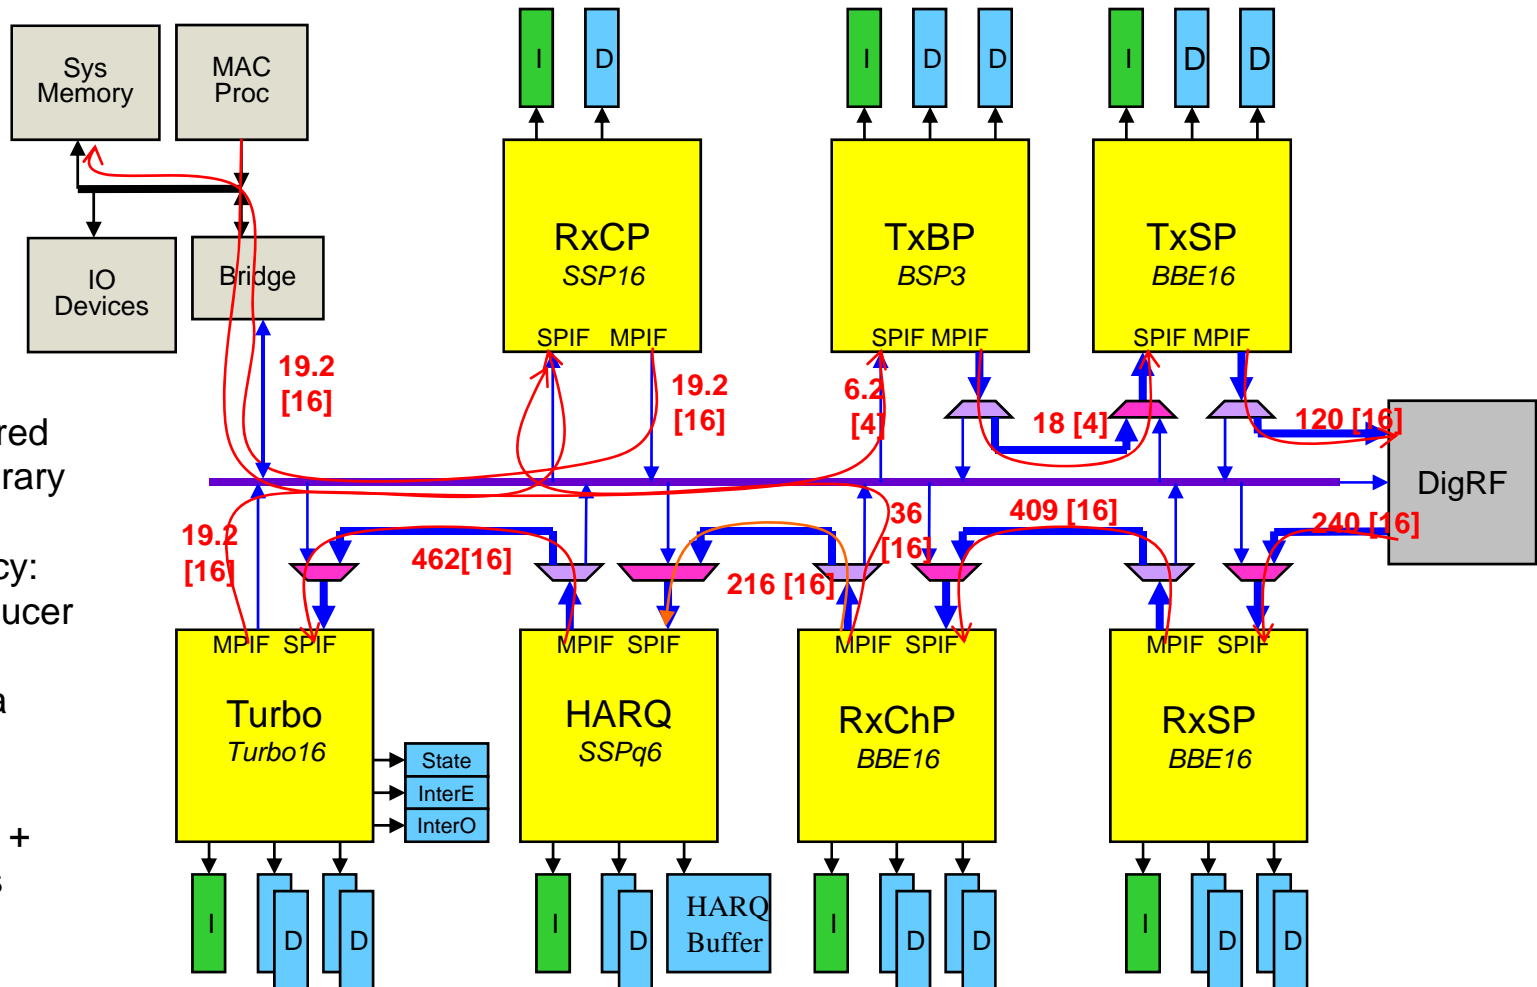 Sys
Memory
MAC
Proc
I
D
I
D
D
I
D
D
IO
Devices
Bridge
RxCP
SSP16
SPIF MPIF
TxBP
BSP3
SPIF MPIF
TxSP
BBE16
SPIF MPIF
19.2
[16]
19.2
[16]
6.2
[4]
18 [4]
120 [16]
DigRF
red
rary
cy:
ucer
a
+
s
19.2
[16]
462[16]
216 [16]
36
[16]
409 [16]
240 [16]
MPIF SPIF
Turbo
Turbo16
State
InterE
InterO
MPIF SPIF
HARQ
SSPq6
MPIF SPIF
RxChP
BBE16
MPIF SPIF
RxSP
BBE16
I
D
D
I
D
HARQ
Buffer
I
D
D
I
D
D